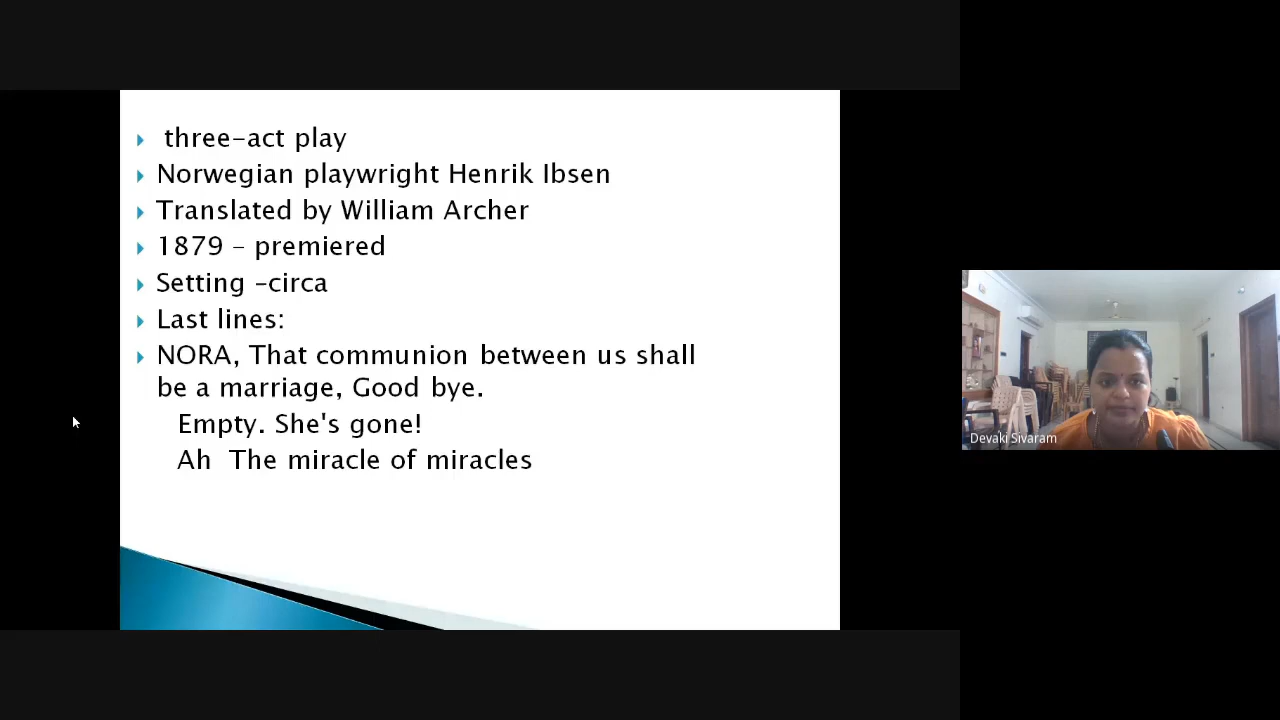 three-act play
Norwegian playwright Henrik Ibsen
Translated by William Archer
1879 – premiered
Setting –circa
Last lines:
NORA, That communion between us shall
be a marriage, Good bye.
Empty. She's gone!
Ah  The miracle of miracles
Devaki Sivaram